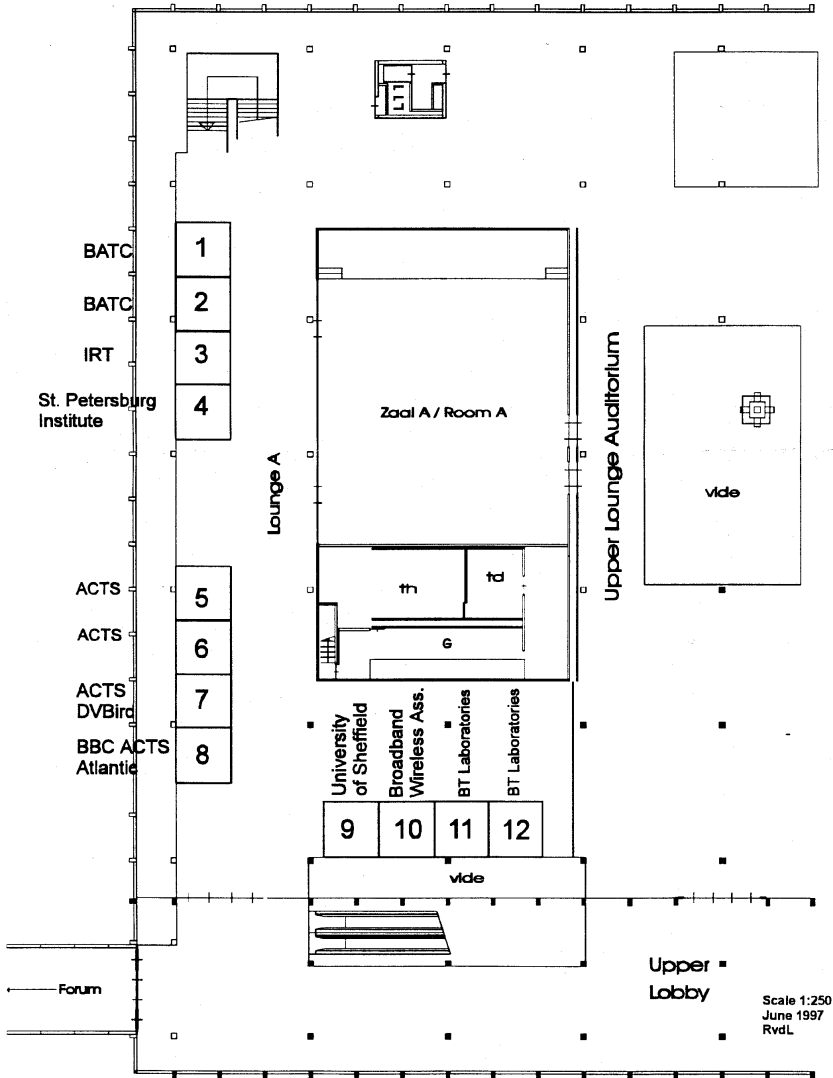 BATC
1
BATC
2
IRT
3
St. Petersburg
Institute
4
Zaal A / Room A
Lounge A
Upper Lounge Auditorium
vide
ACTS
5
ACTS
6
ACTS
DVBird
7
BBC ACTS
Atlantic
8
th
td
G
University
of Sheffield
Broadband
Wireless Ass.
BT Laboratories
BT Laboratories
9
10
11
12
vide
Forum
Upper
Lobby
Scale 1:250
June 1997
RvdL